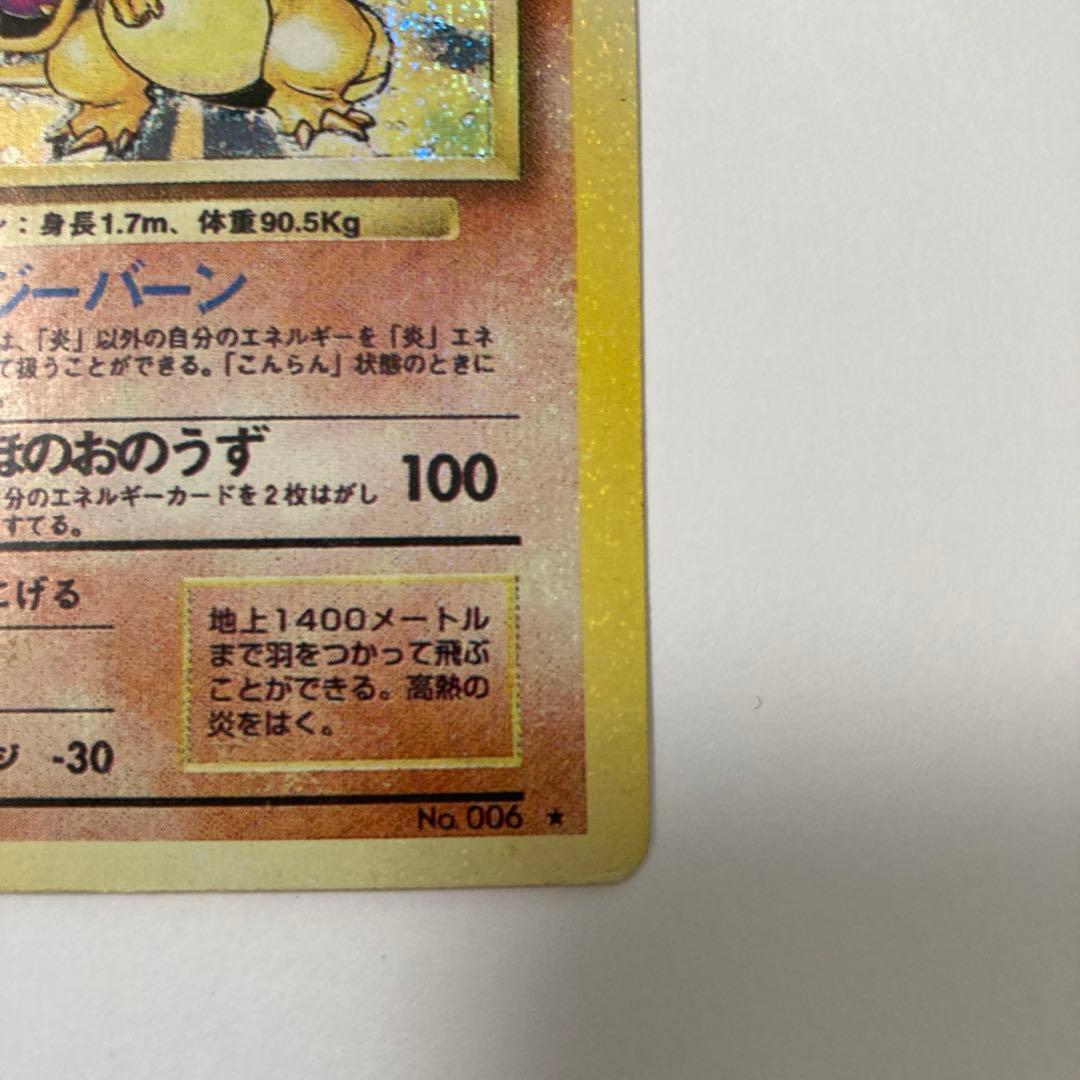 ：身長1.7m、体重90.5Kg
ジーバーン
は、「炎」以外の自分のエネルギーを「炎」エネ
て扱うことができる。「こんらん」状態のときに
。
ほのおのうず 100
分のエネルギーカードを2枚はがし
すてる。
にげる
地上1400メートル
まで羽をつかって飛ぶ
ことができる。高熱の
炎をはく。
ジ -30
No. 006 ★